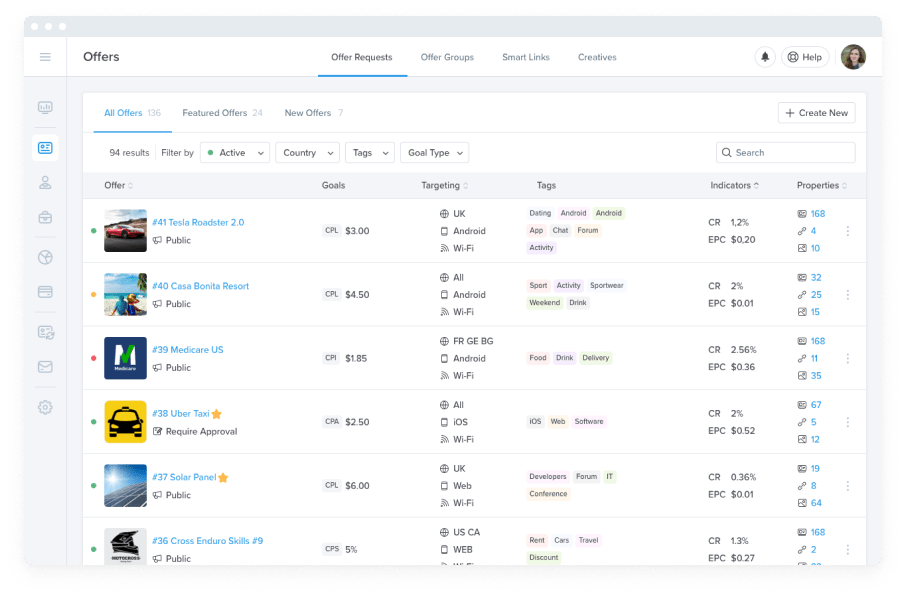 Offers
Offer Requests Offer Groups Smart Links Creatives
Help
All Offers 136 Featured Offers 24 New Offers 7
+ Create New
94 results Filter by Active Country Tags Goal Type
Search
Offer Goals Targeting Tags Indicators Properties
#41 Tesla Roadster 2.0
Public
CPL $3.00
UK
Android
Wi-Fi
Dating Android Android
App Chat Forum
Activity
CR 1,2%
EPC $0,20
168
4
10
#40 Casa Bonita Resort
Public
CPL $4.50
All
Android
Wi-Fi
Sport Activity Sportwear
Weekend Drink
CR 2%
EPC $0.01
32
25
15
Medicare
#39 Medicare US
Public
CPI $1.85
FR GE BG
Android
Wi-Fi
Food Drink Delivery
CR 2.56%
EPC $0.36
168
11
35
#38 Uber Taxi
Require Approval
CPA $2.50
All
iOS
Wi-Fi
iOS Web Software
CR 2%
EPC $0.52
67
5
12
#37 Solar Panel
Public
CPL $6.00
UK
Web
Wi-Fi
Developers Forum IT
Conference
CR 0.36%
EPC $0.01
19
8
64
MOTOCROSS
#36 Cross Enduro Skills #9
Public
CPS 5%
US CA
WEB
Rent Cars Travel
Discount
CR 1.3%
EPC $0.27
168
2